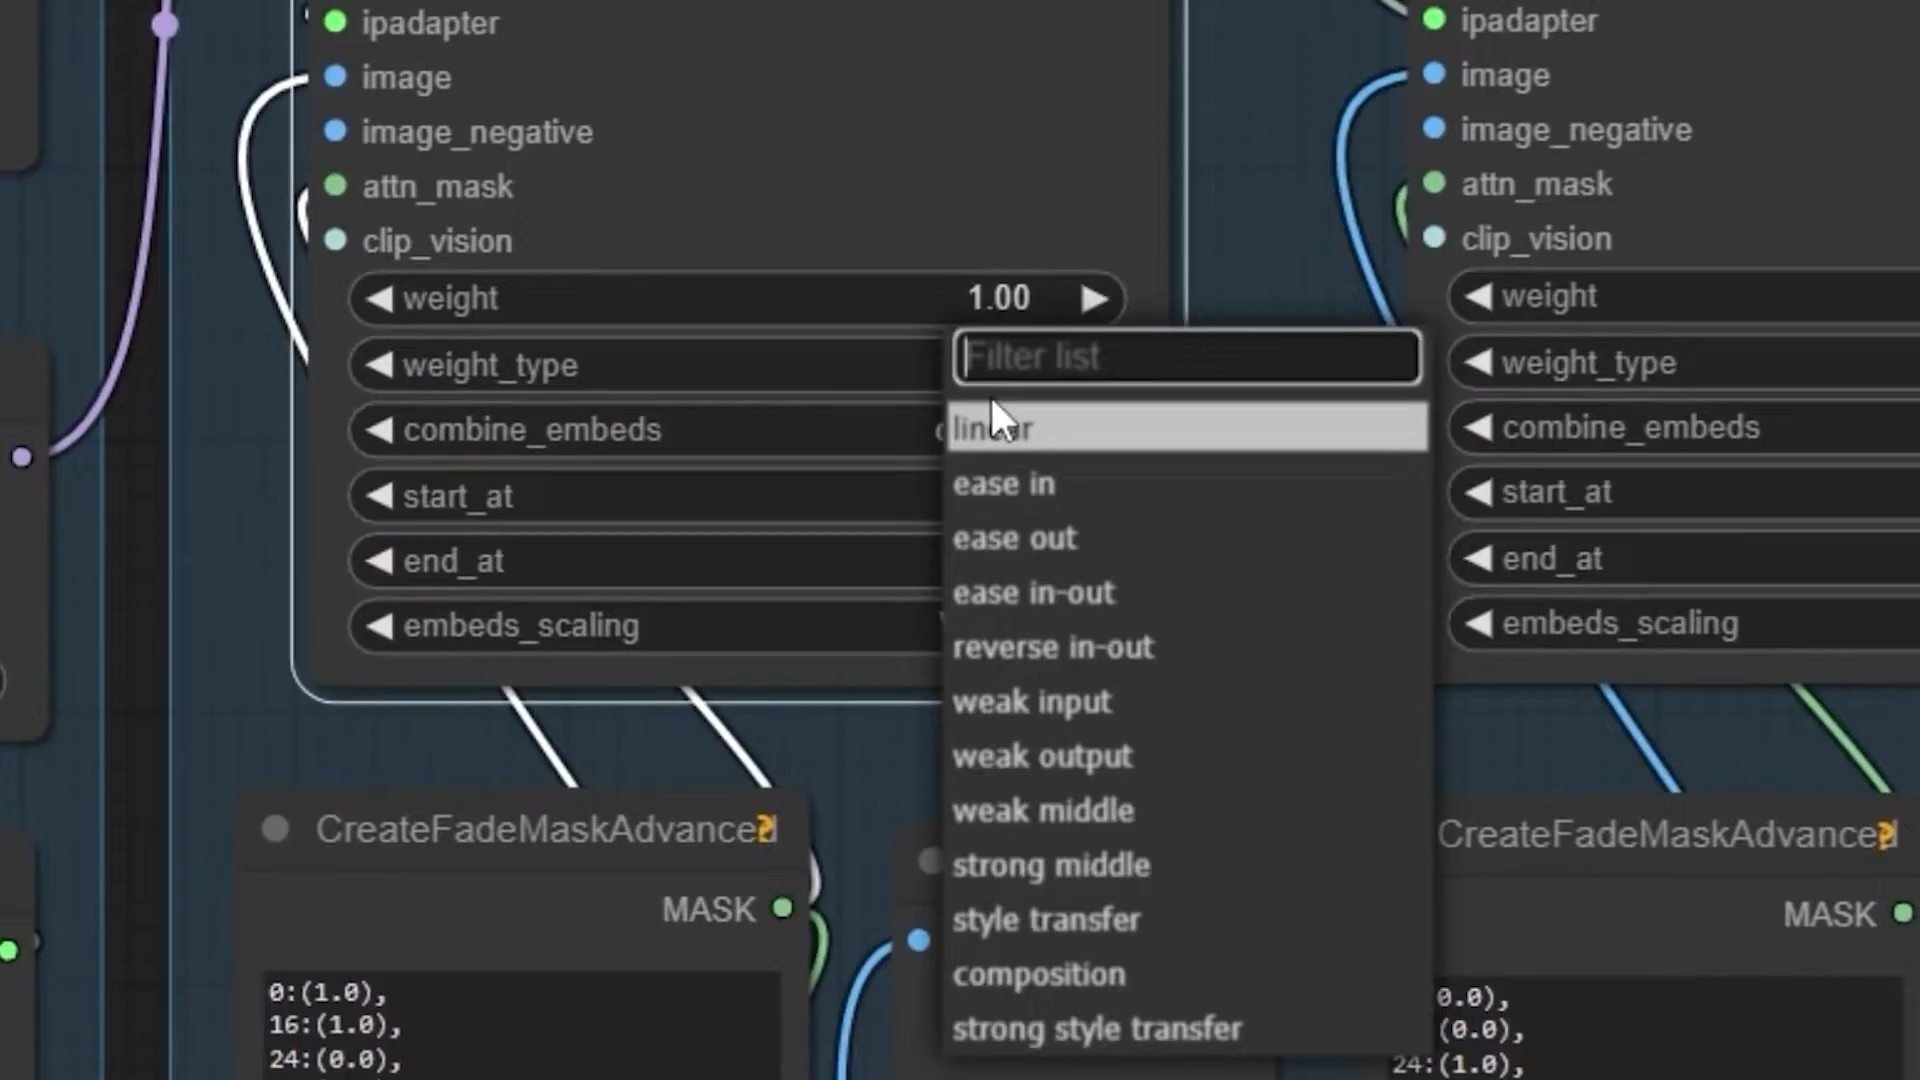 ipadapter
image
image_negative
attn_mask
clip_vision
weight 1.00
weight_type
combine_embeds
start_at
end_at
embeds_scaling
Filter list
linear
ease in
ease out
ease in-out
reverse in-out
weak input
weak output
weak middle
strong middle
style transfer
composition
strong style transfer
ipadapter
image
image_negative
attn_mask
clip_vision
weight
weight_type
combine_embeds
start_at
end_at
embeds_scaling
CreateFadeMaskAdvanced
MASK
0:(1.0),
16:(1.0),
24:(0.0),
CreateFadeMaskAdvanced
MASK
0.0),
(0.0),
24:(1.0),